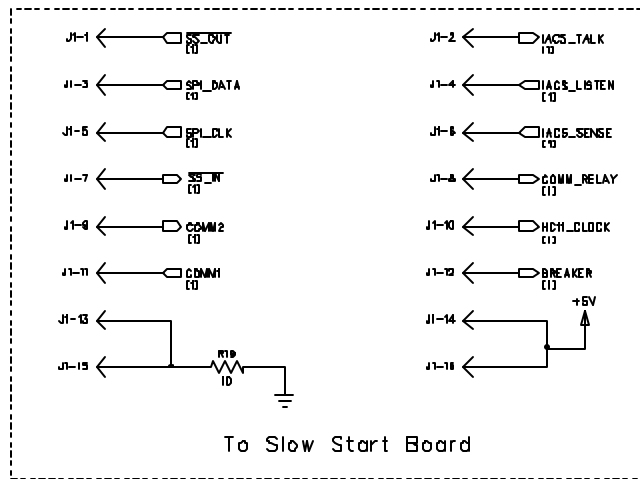 J1-1 SS_OUT J1-2 IACS_TALK
[1] [1]
J1-3 SPI_DATA J1-4 IACS_LISTEN
[1] [1]
J1-5 SPI_CLK J1-6 IACS_SENSE
[1] [1]
J1-7 SS_IN J1-8 COMM_RELAY
[1] [1]
J1-9 COMM2 J1-10 HC11_CLOCK
[1] [1]
J1-11 COMM1 J1-12 BREAKER
[1] [1]
+5V
J1-13 J1-14
R19
J1-15 J1-16
10
To Slow Start Board